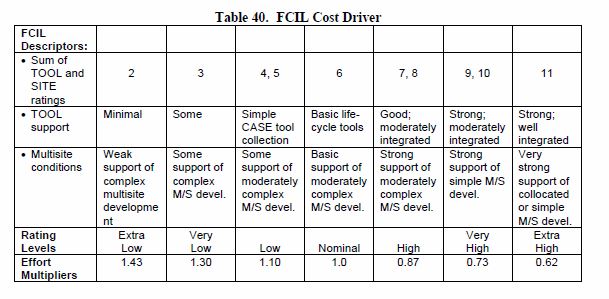 Table 40.  FCIL Cost Driver
FCIL
Descriptors:
• Sum of
TOOL and
SITE
ratings
2
3
4, 5
6
7, 8
9, 10
11
• TOOL
support
Minimal
Some
Simple
CASE tool
collection
Basic life-
cycle tools
Good;
moderately
integrated
Strong;
moderately
integrated
Strong;
well
integrated
• Multisite
conditions
Weak
support of
complex
multisite
developme
nt
Some
support of
complex
M/S devel.
Some
support of
moderately
complex
M/S devel.
Basic
support of
moderately
complex
M/S devel.
Strong
support of
moderately
complex
M/S devel.
Strong
support of
simple M/S
devel.
Very
strong
support of
collocated
or simple
M/S devel.
Rating
Levels
Extra
Low
Very
Low
Low
Nominal
High
Very
High
Extra
High
Effort
Multipliers
1.43
1.30
1.10
1.0
0.87
0.73
0.62